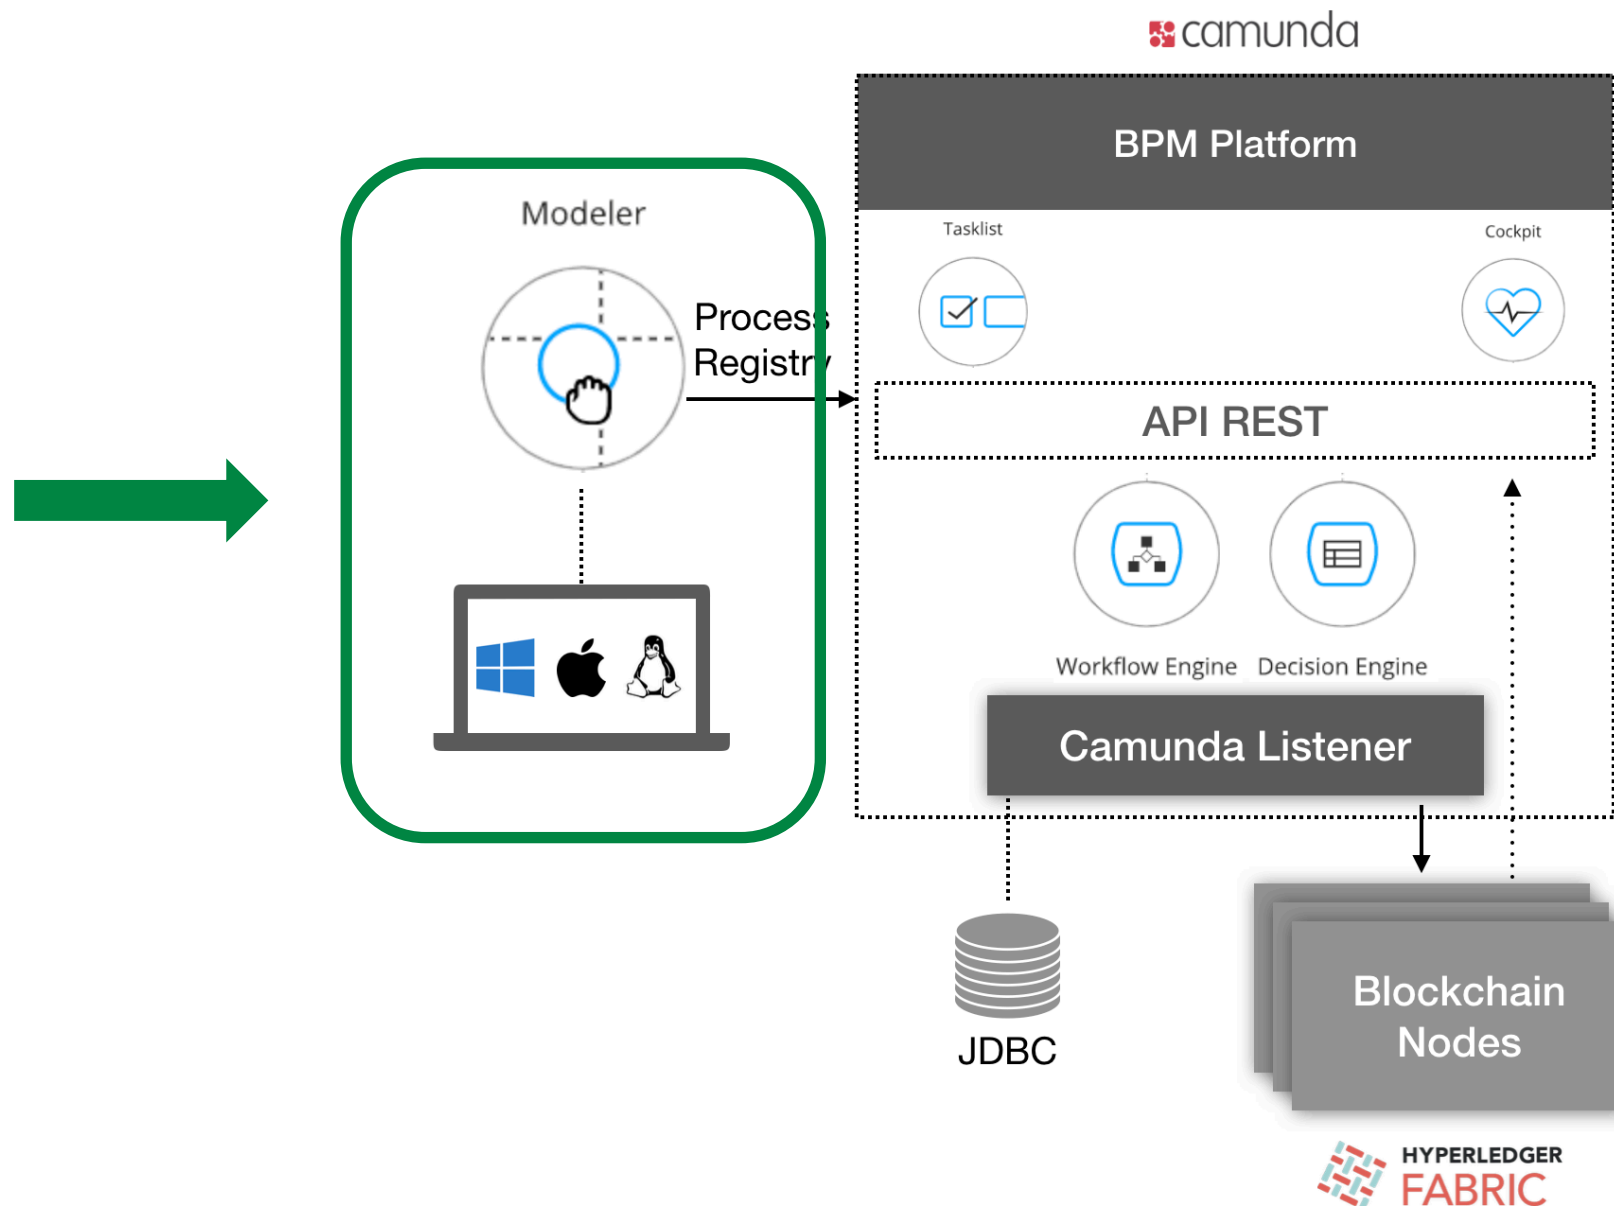 camunda
BPM Platform
Modeler
Tasklist
Cockpit
Process
Registry
API REST
Workflow Engine
Decision Engine
Camunda Listener
JDBC
Blockchain
Nodes
HYPERLEDGER
FABRIC